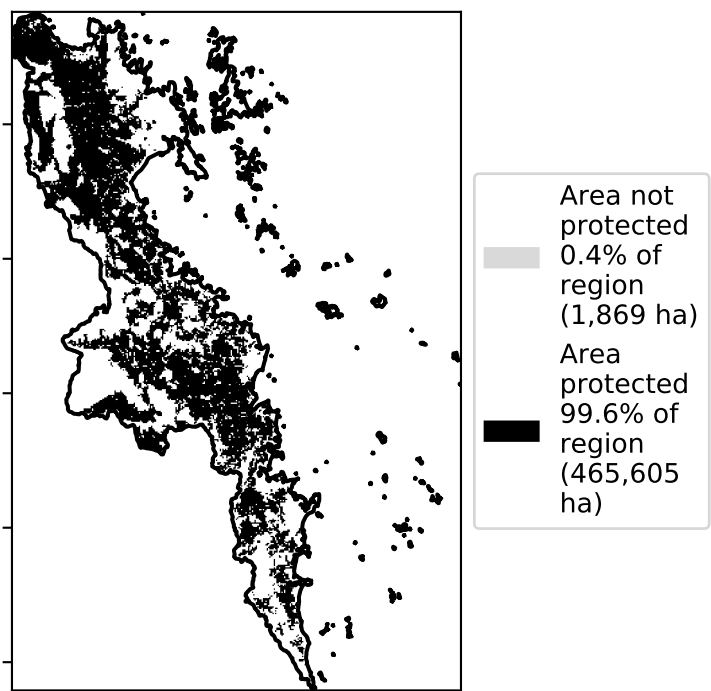 Area not
protected
0.4% of
region
(1,869 ha)
Area
protected
99.6% of
region
(465,605
ha)